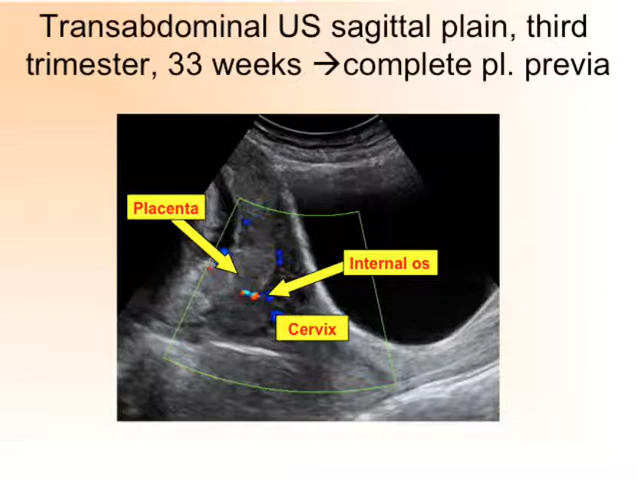 Transabdominal US sagittal plain, third
trimester, 33 weeks →complete pl. previa
Placenta
Internal os
Cervix